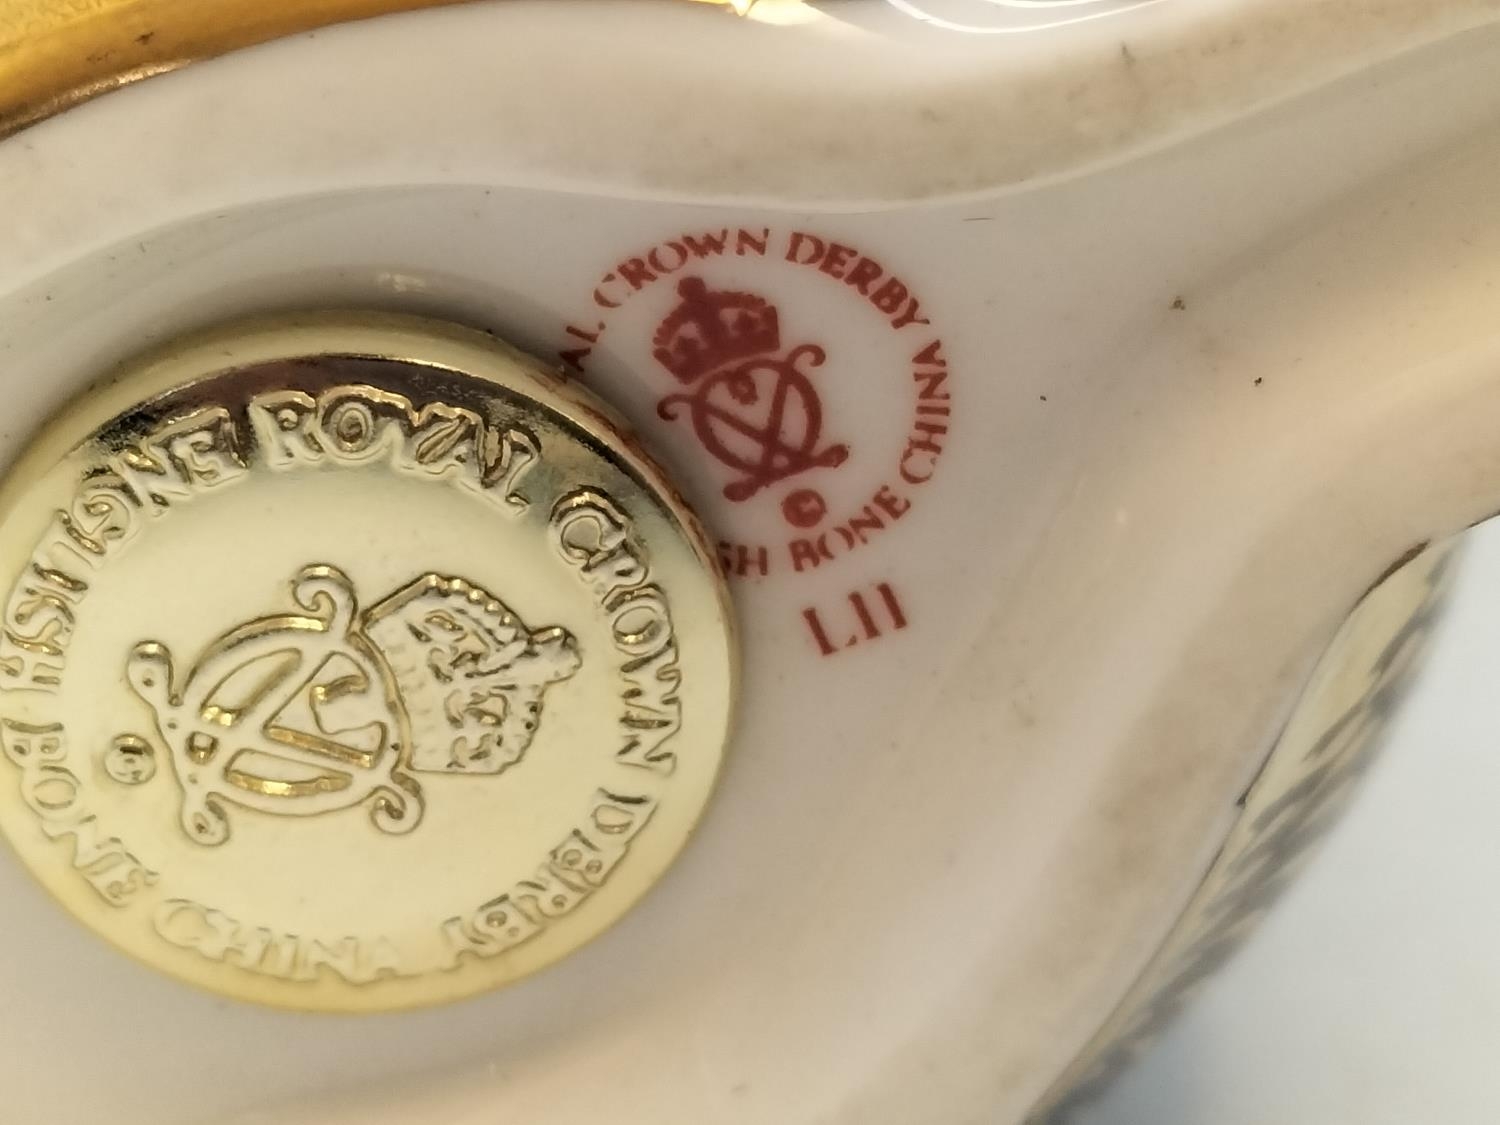 ROYAL CROWN DERBY
ENGLISH BONE CHINA
©
AL CROWN DERBY CHINA
SH BONE
©
LII